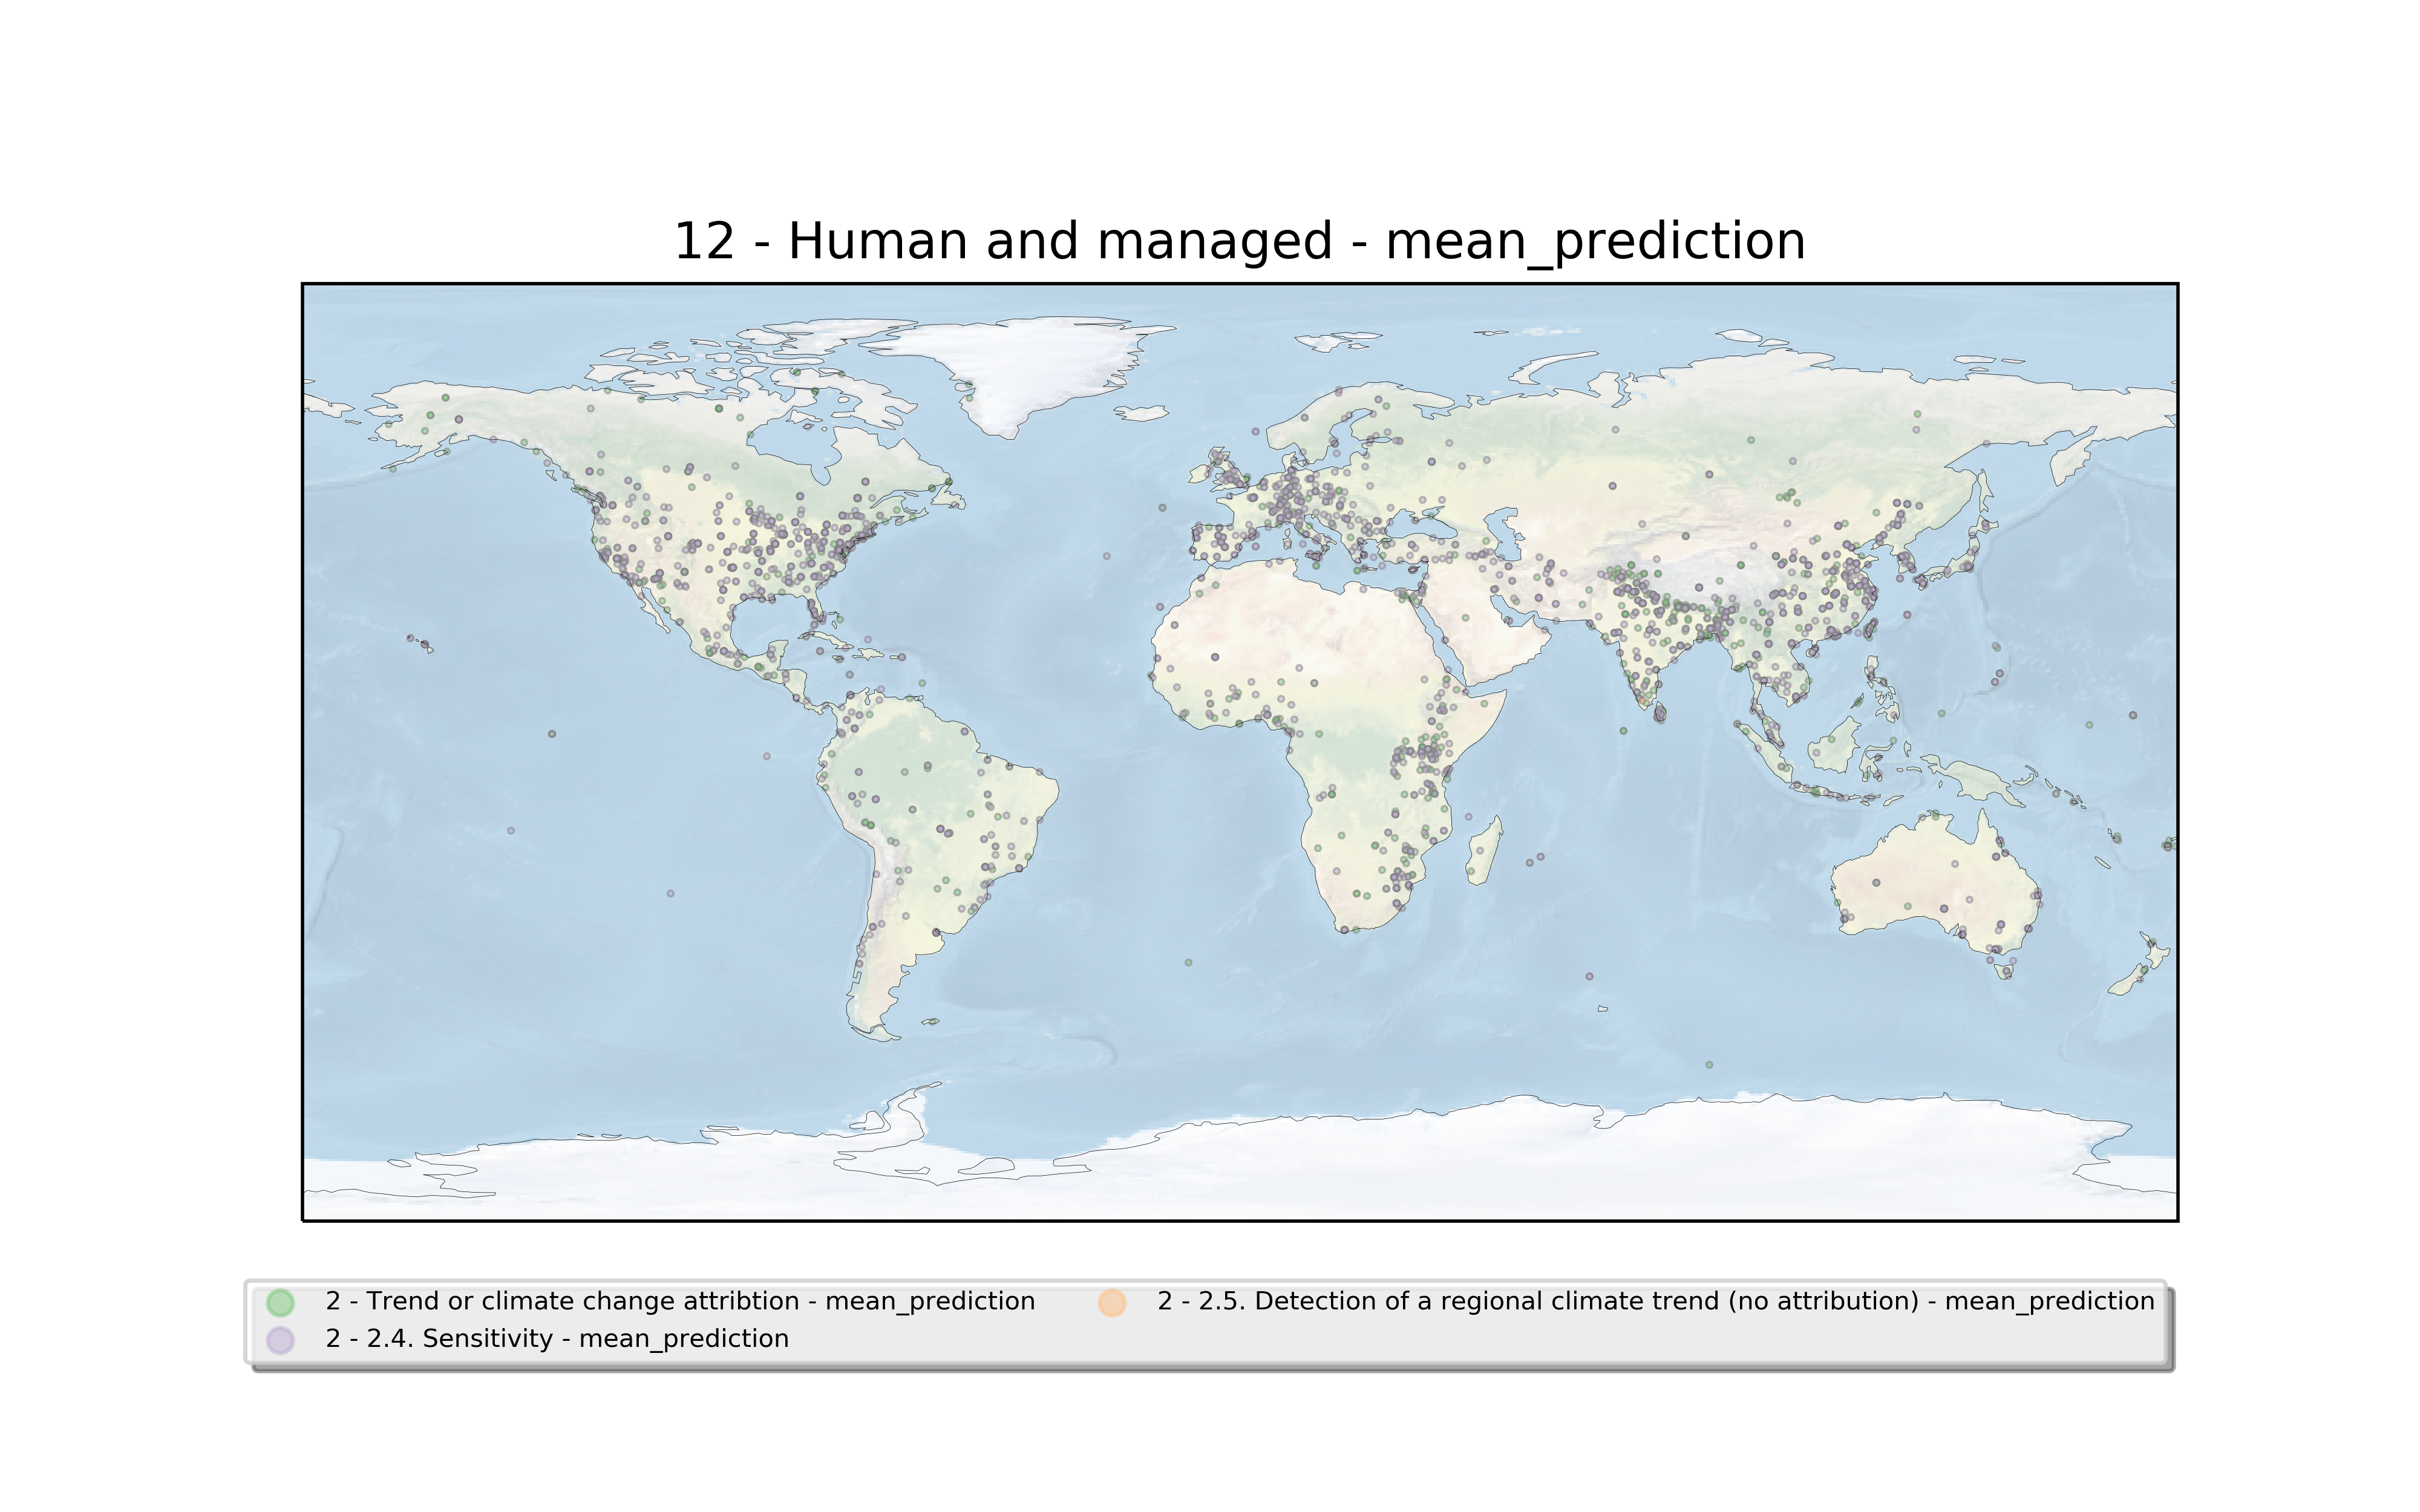 12 - Human and managed - mean_prediction
2 - Trend or climate change attribtion - mean_prediction
2 - 2.4. Sensitivity - mean_prediction
2 - 2.5. Detection of a regional climate trend (no attribution) - mean_prediction